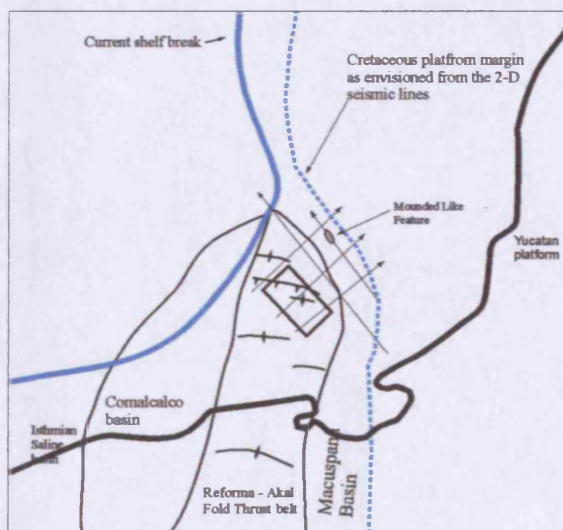 Current shelf break
Cretaceous platfrom margin
as envisioned from the 2-D
seismic lines
Mounded Like
Feature
Yucatan
platform
Comalcalco
basin
Isthmian
Saline
Reforma - Akal
Fold Thrust belt
Macuspana
Basin